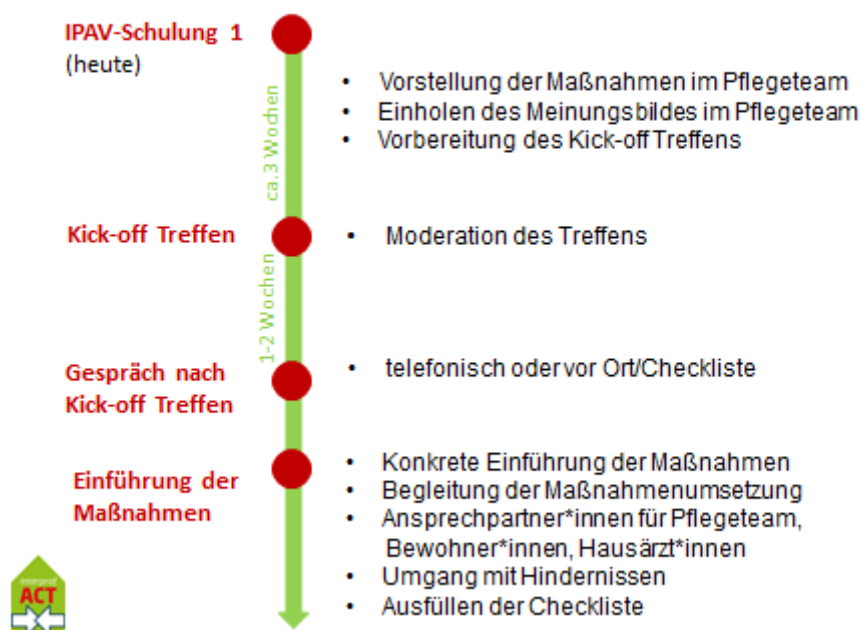 IPAV-Schulung 1
(heute)
ca.3 Wochen
• Vorstellung der Maßnahmen im Pflegeteam
• Einholen des Meinungsbildes im Pflegeteam
• Vorbereitung des Kick-off Treffens
Kick-off Treffen
• Moderation des Treffens
1-2 Wochen
Gespräch nach
Kick-off Treffen
• telefonisch oder vor Ort/Checkliste
Einführung der
Maßnahmen
• Konkrete Einführung der Maßnahmen
• Begleitung der Maßnahmenumsetzung
• Ansprechpartner*innen für Pflegeteam,
Bewohner*innen, Hausärzt*innen
• Umgang mit Hindernissen
• Ausfüllen der Checkliste
interprof
ACT